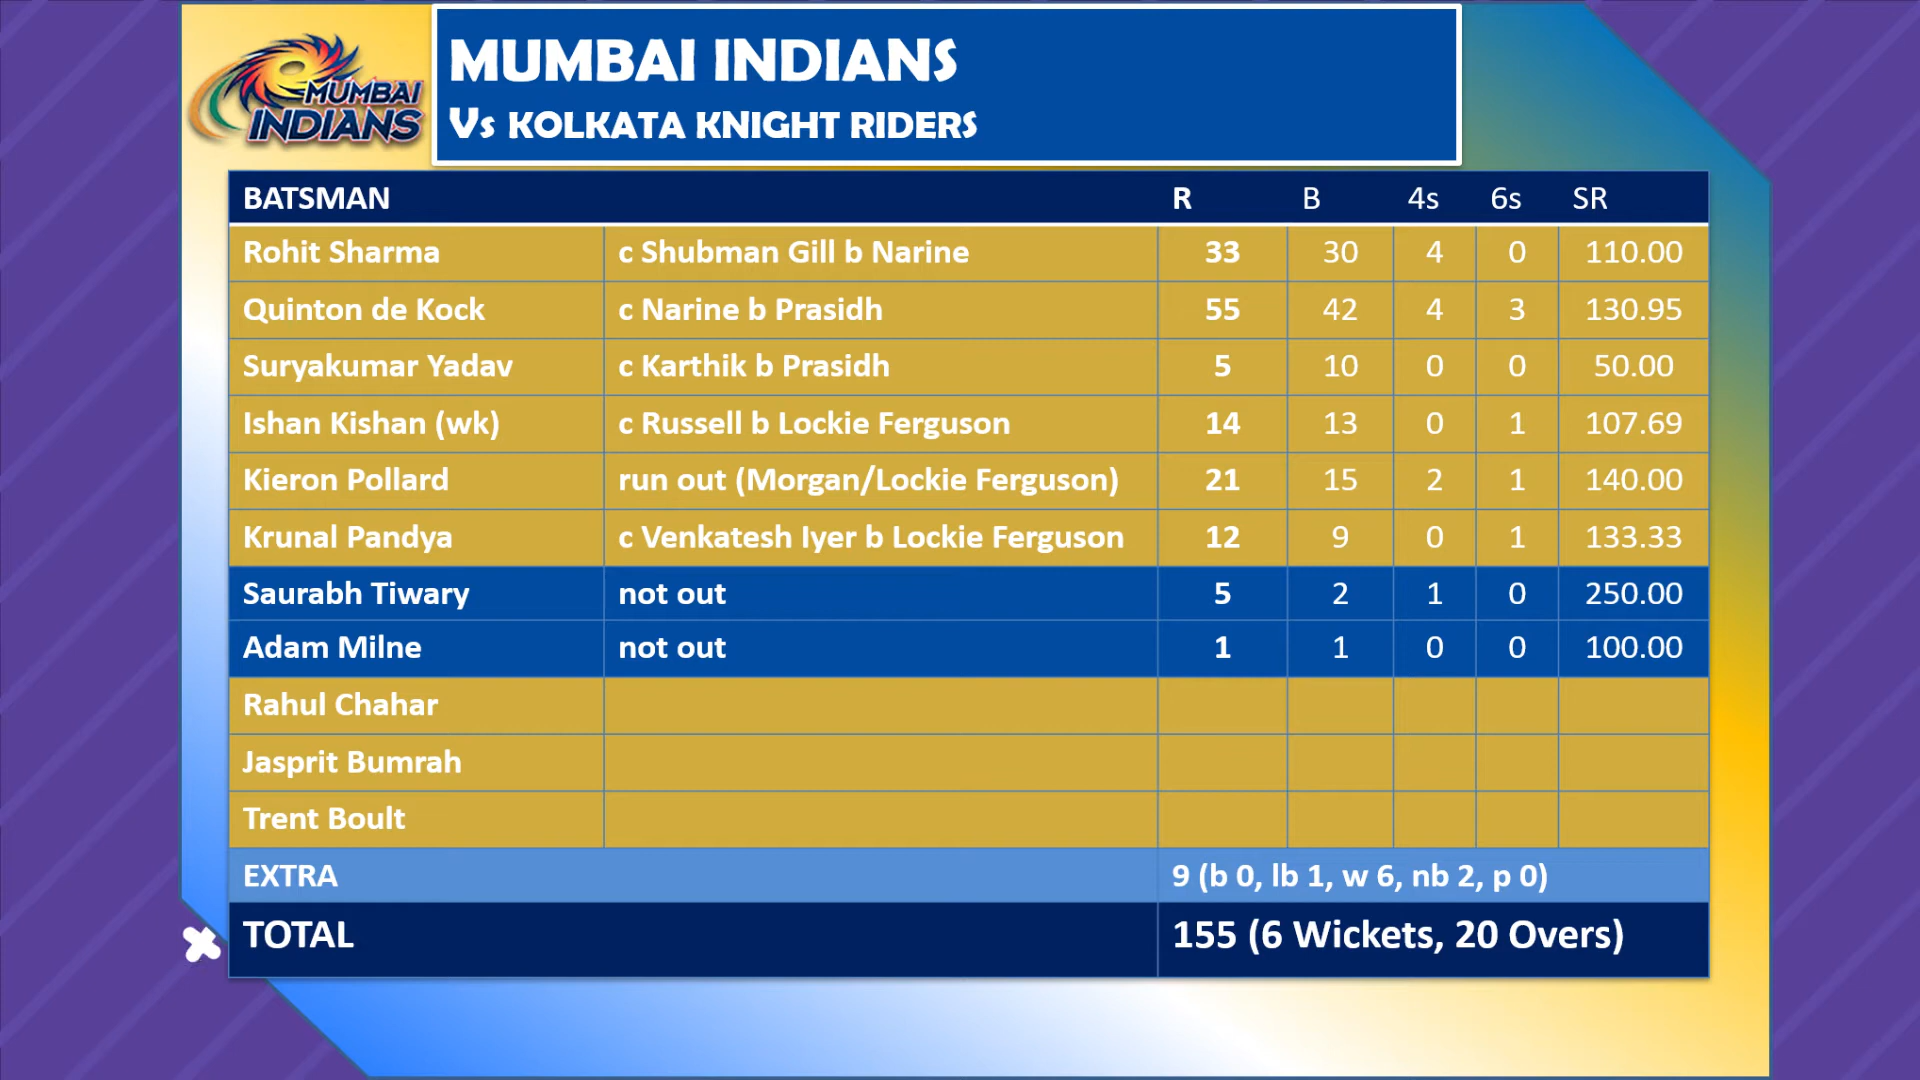 MUMBAI
INDIANS
MUMBAI INDIANS
Vs KOLKATA KNIGHT RIDERS
BATSMAN R B 4s 6s SR
Rohit Sharma c Shubman Gill b Narine 33 30 4 0 110.00
Quinton de Kock c Narine b Prasidh 55 42 4 3 130.95
Suryakumar Yadav c Karthik b Prasidh 5 10 0 0 50.00
Ishan Kishan (wk) c Russell b Lockie Ferguson 14 13 0 1 107.69
Kieron Pollard run out (Morgan/Lockie Ferguson) 21 15 2 1 140.00
Krunal Pandya c Venkatesh Iyer b Lockie Ferguson 12 9 0 1 133.33
Saurabh Tiwary not out 5 2 1 0 250.00
Adam Milne not out 1 1 0 0 100.00
Rahul Chahar
Jasprit Bumrah
Trent Boult
EXTRA 9 (b 0, lb 1, w 6, nb 2, p 0)
TOTAL 155 (6 Wickets, 20 Overs)